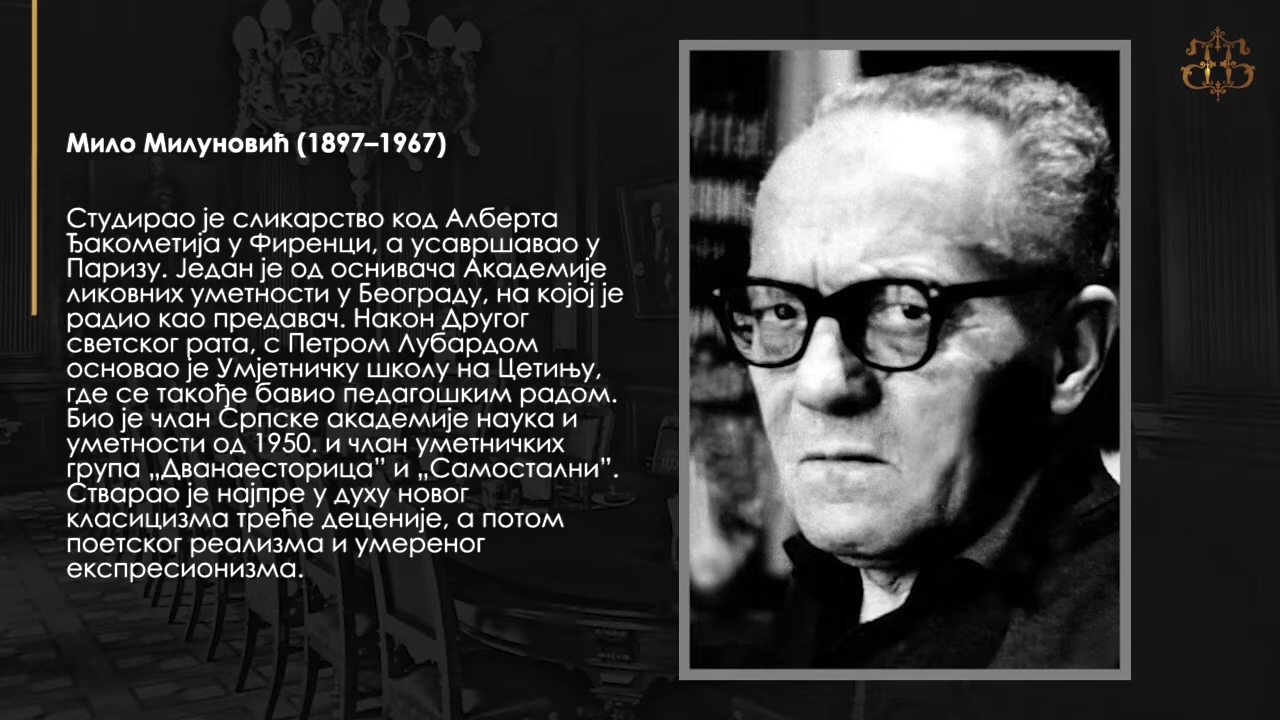 Мило Милуновић (1897–1967)
Студирао је сликарство код Алберта
Ђакометија у Фиренци, а усавршавао у
Паризу. Један је од оснивача Академије
ликовних уметности у Београду, на којој је
радио као предавач. Након Другог
светског рата, с Петром Лубардом
основао је Умјетничку школу на Цетињу,
где се такође бавио педагошким радом.
Био је члан Српске академије наука и
уметности од 1950. и члан уметничких
група „Дванаесторица” и „Самостални”.
Стварао је најпре у духу новог
класицизма треће деценије, а потом
поетског реализма и умереног
експресионизма.